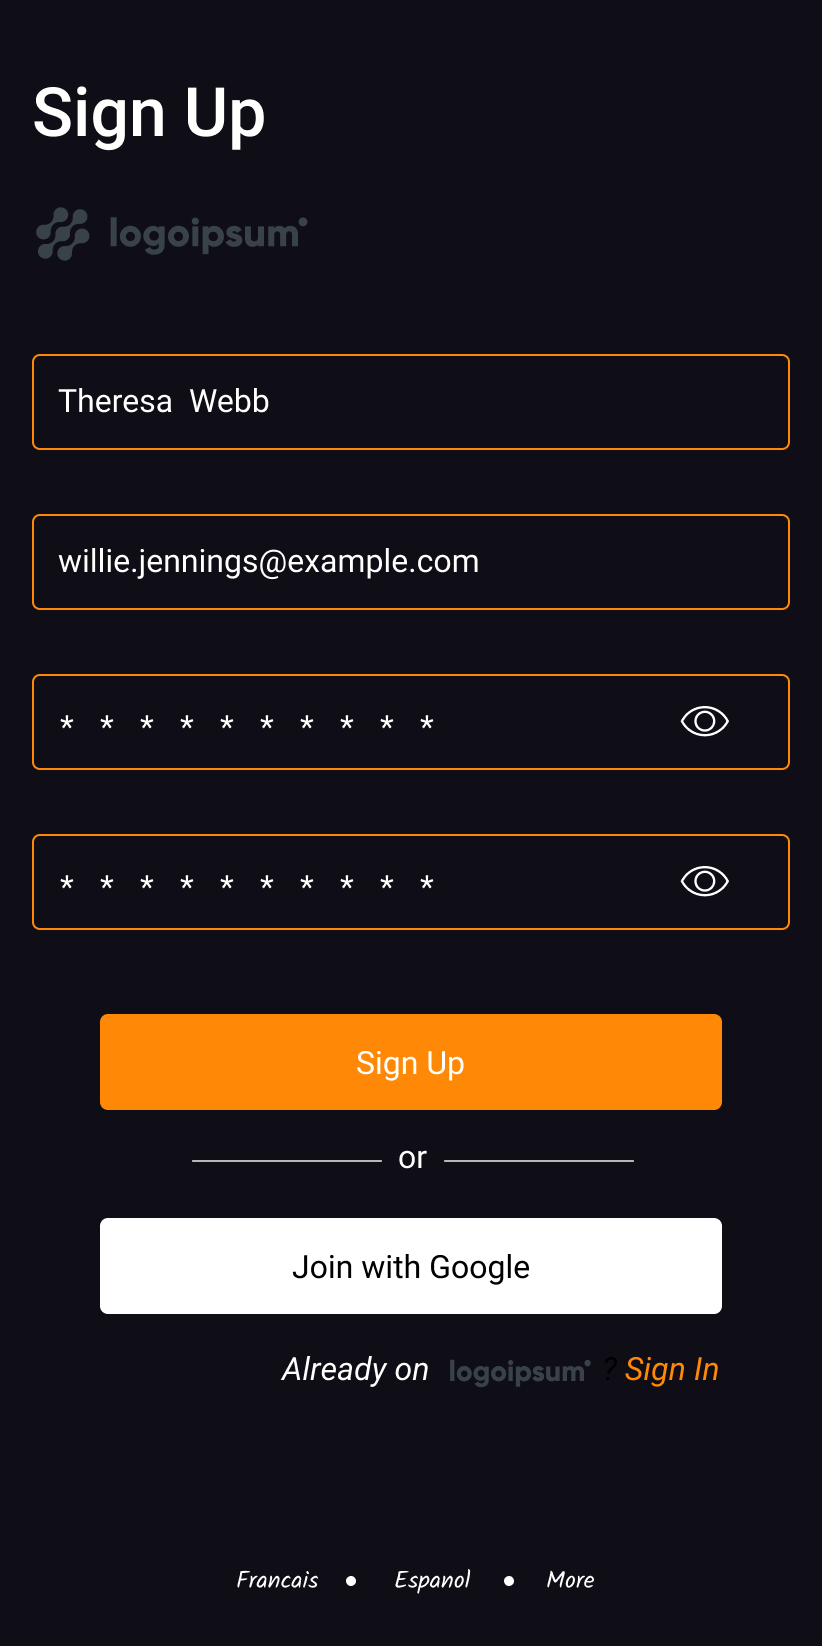 Sign Up
logoipsum
Theresa  Webb
willie.jennings@example.com
* * * * * * * * * *
* * * * * * * * * *
Sign Up
or
Join with Google
Already on logoipsum ? Sign In
Francais • Espanol • More